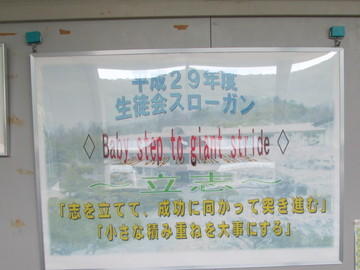 平成29年度
生徒会スローガン
◇ Baby step to giant stride ◇
～立志～
「志を立てて、成功に向かって突き進む」
「小さな積み重ねを大事にする」